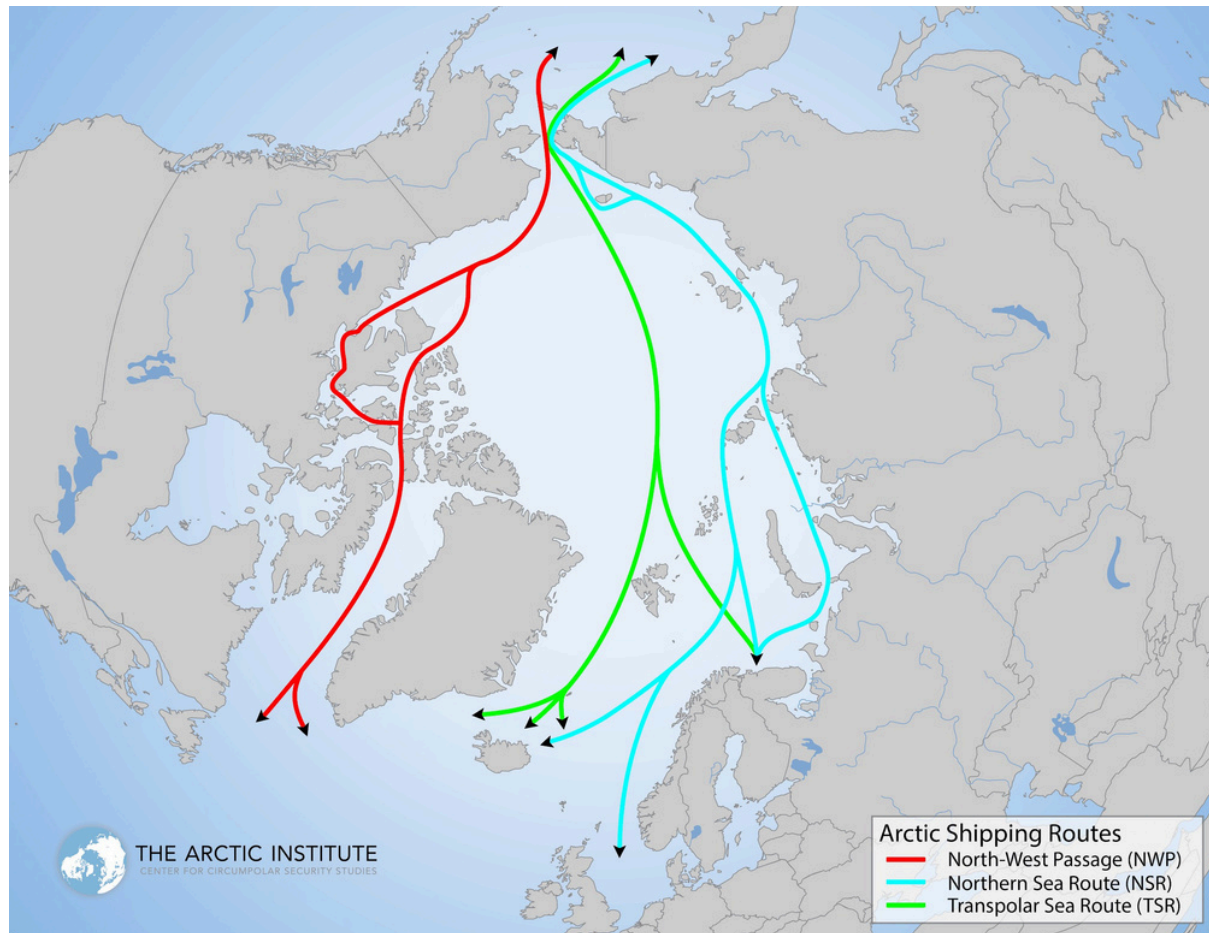 THE ARCTIC INSTITUTE
CENTER FOR CIRCUMPOLAR SECURITY STUDIES
Arctic Shipping Routes
North-West Passage (NWP)
Northern Sea Route (NSR)
Transpolar Sea Route (TSR)